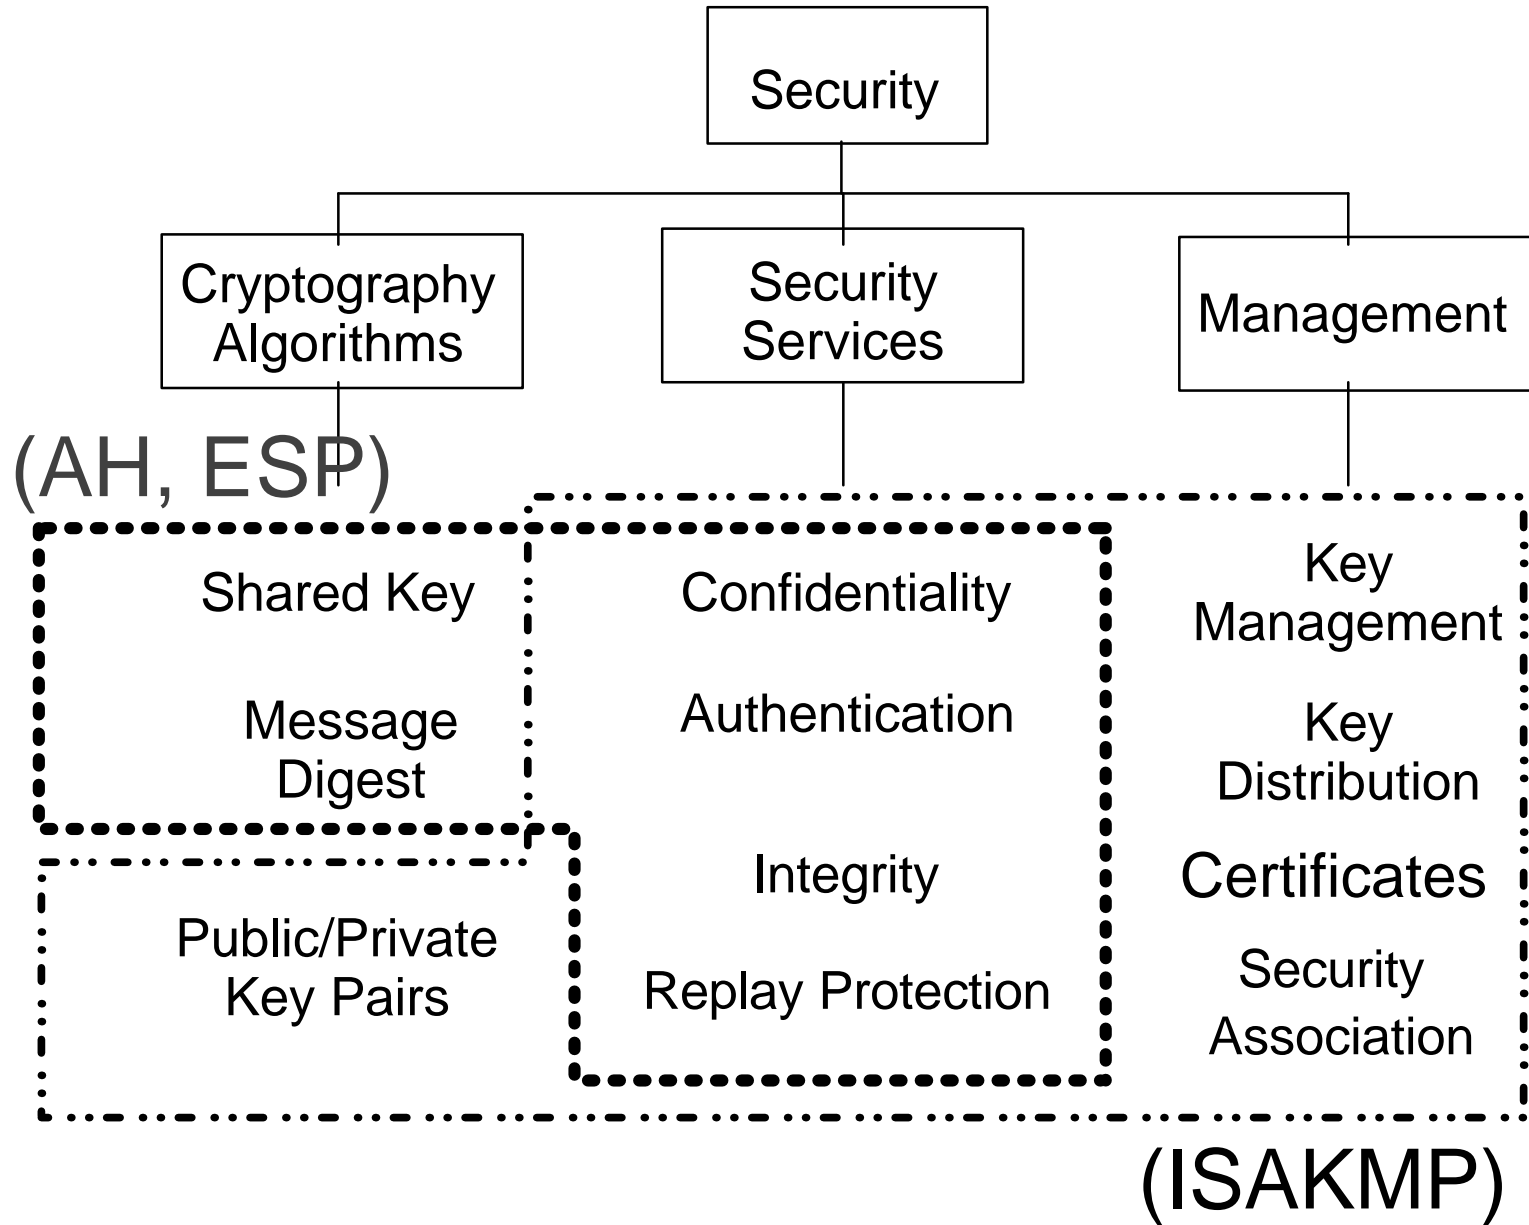 Security
Cryptography
Algorithms
Security
Services
Management
(AH, ESP)
Shared Key
Message
Digest
Public/Private
Key Pairs
Confidentiality
Authentication
Integrity
Replay Protection
Key
Management
Key
Distribution
Certificates
Security
Association
(ISAKMP)